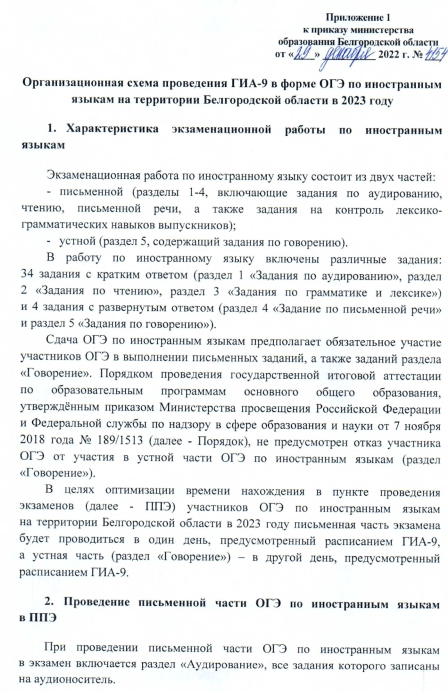 Приложение 1
к приказу министерства
образования Белгородской области
от «29» декабря 2022 г. №
Организационная схема проведения ГИА-9 в форме ОГЭ по иностранным
языкам на территории Белгородской области в 2023 году
1. Характеристика экзаменационной работы по иностранным
языкам
Экзаменационная работа по иностранному языку состоит из двух частей:
- письменной (разделы 1-4, включающие задания по аудированию,
чтению, письменной речи, а также задания на контроль лексико-
грамматических навыков выпускников);
- устной (раздел 5, содержащий задания по говорению).
В работу по иностранному языку включены различные задания:
34 задания с кратким ответом (раздел 1 «Задания по аудированию», раздел
2 «Задания по чтению», раздел 3 «Задания по грамматике и лексике»)
и 4 задания с развернутым ответом (раздел 4 «Задание по письменной речи»
и раздел 5 «Задания по говорению»).
Сдача ОГЭ по иностранным языкам предполагает обязательное участие
участников ОГЭ в выполнении письменных заданий, а также заданий раздела
«Говорение». Порядком проведения государственной итоговой аттестации
по образовательным программам основного общего образования,
утверждённым приказом Министерства просвещения Российской Федерации
и Федеральной службы по надзору в сфере образования и науки от 7 ноября
2018 года № 189/1513 (далее - Порядок), не предусмотрен отказ участника
ОГЭ от участия в устной части ОГЭ по иностранным языкам (раздел
«Говорение»).
В целях оптимизации времени нахождения в пункте проведения
экзаменов (далее - ППЭ) участников ОГЭ по иностранным языкам
на территории Белгородской области в 2023 году письменная часть экзамена
будет проводиться в один день, предусмотренный расписанием ГИА-9,
а устная часть (раздел «Говорение») – в другой день, предусмотренный
расписанием ГИА-9.
2. Проведение письменной части ОГЭ по иностранным языкам
в ППЭ
При проведении письменной части ОГЭ по иностранным языкам
в экзамен включается раздел «Аудирование», все задания которого записаны
на аудионоситель.